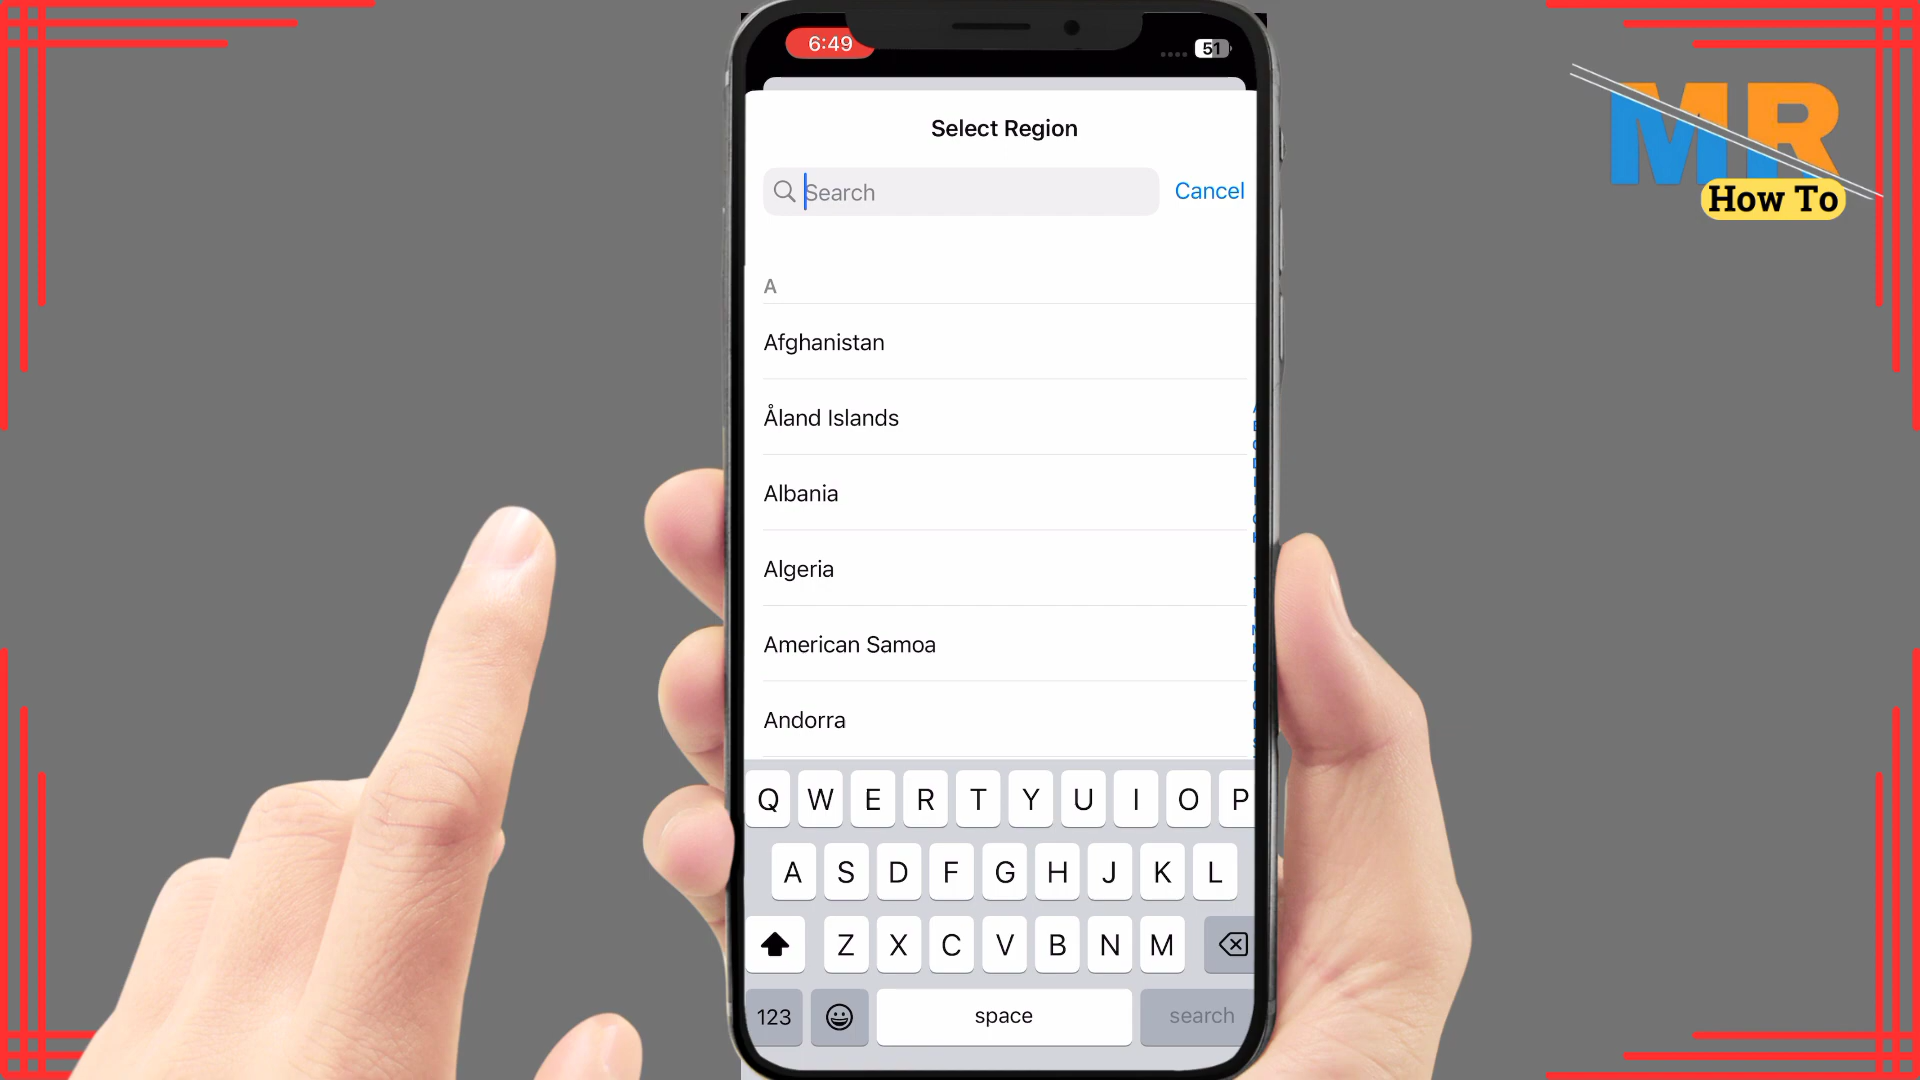 6:49
51
Select Region
Search
Cancel
A
Afghanistan
Åland Islands
Albania
Algeria
American Samoa
Andorra
Q W E R T Y U I O P
A S D F G H J K L
Z X C V B N M
123
space
search
MR
How To